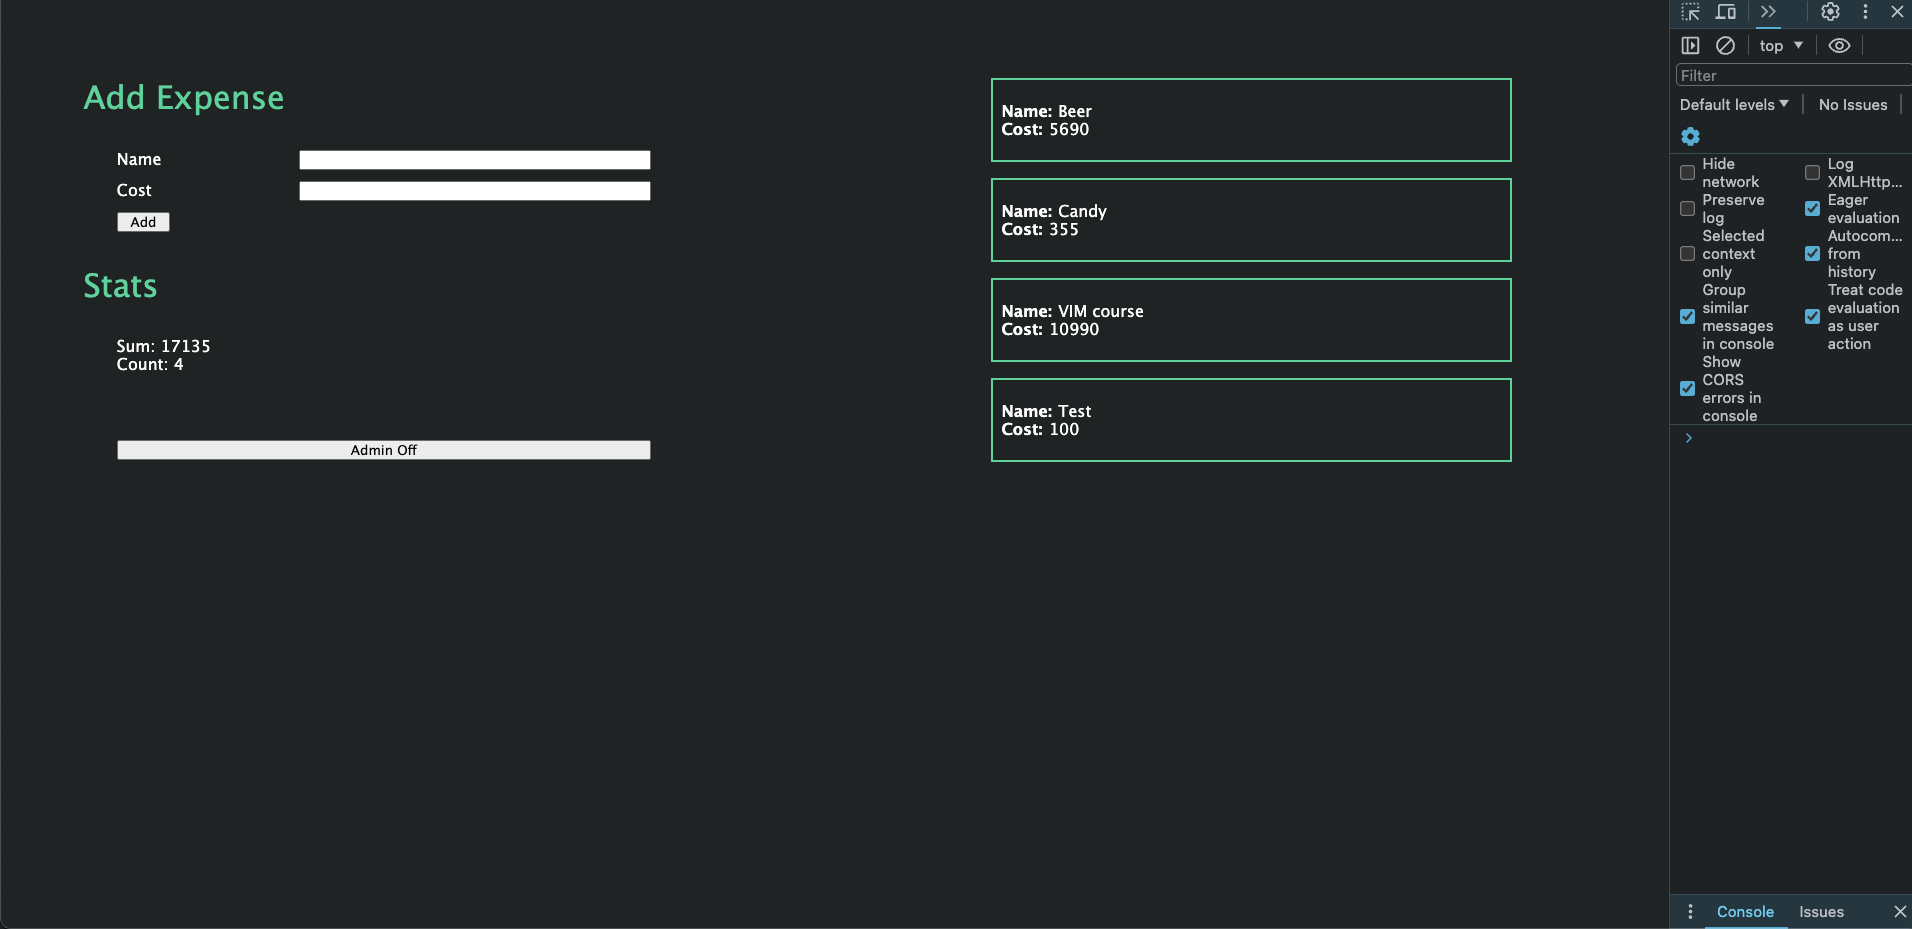 Add Expense
Name
Cost
Add
Stats
Sum: 17135
Count: 4
Admin Off
Name: Beer
Cost: 5690
Name: Candy
Cost: 355
Name: VIM course
Cost: 10990
Name: Test
Cost: 100
top
Filter
Default levels
No Issues
Hide
network
Preserve
log
Selected
context
only
Group
similar
messages
in console
Show
CORS
errors in
console
Log
XMLHttp...
Eager
evaluation
Autocom...
from
history
Treat code
evaluation
as user
action
Console
Issues